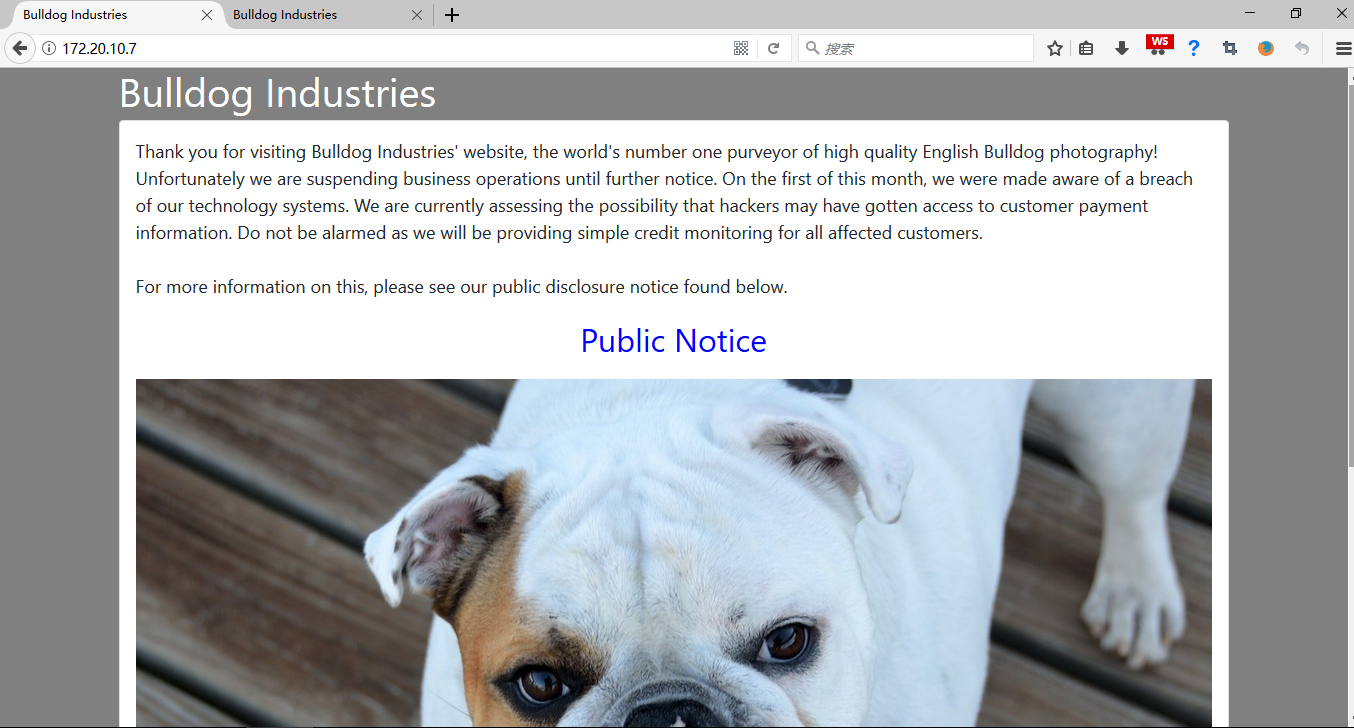 Bulldog Industries
Bulldog Industries
172.20.10.7
搜索
WS
Bulldog Industries
Thank you for visiting Bulldog Industries' website, the world's number one purveyor of high quality English Bulldog photography!
Unfortunately we are suspending business operations until further notice. On the first of this month, we were made aware of a breach
of our technology systems. We are currently assessing the possibility that hackers may have gotten access to customer payment
information. Do not be alarmed as we will be providing simple credit monitoring for all affected customers.
For more information on this, please see our public disclosure notice found below.
Public Notice